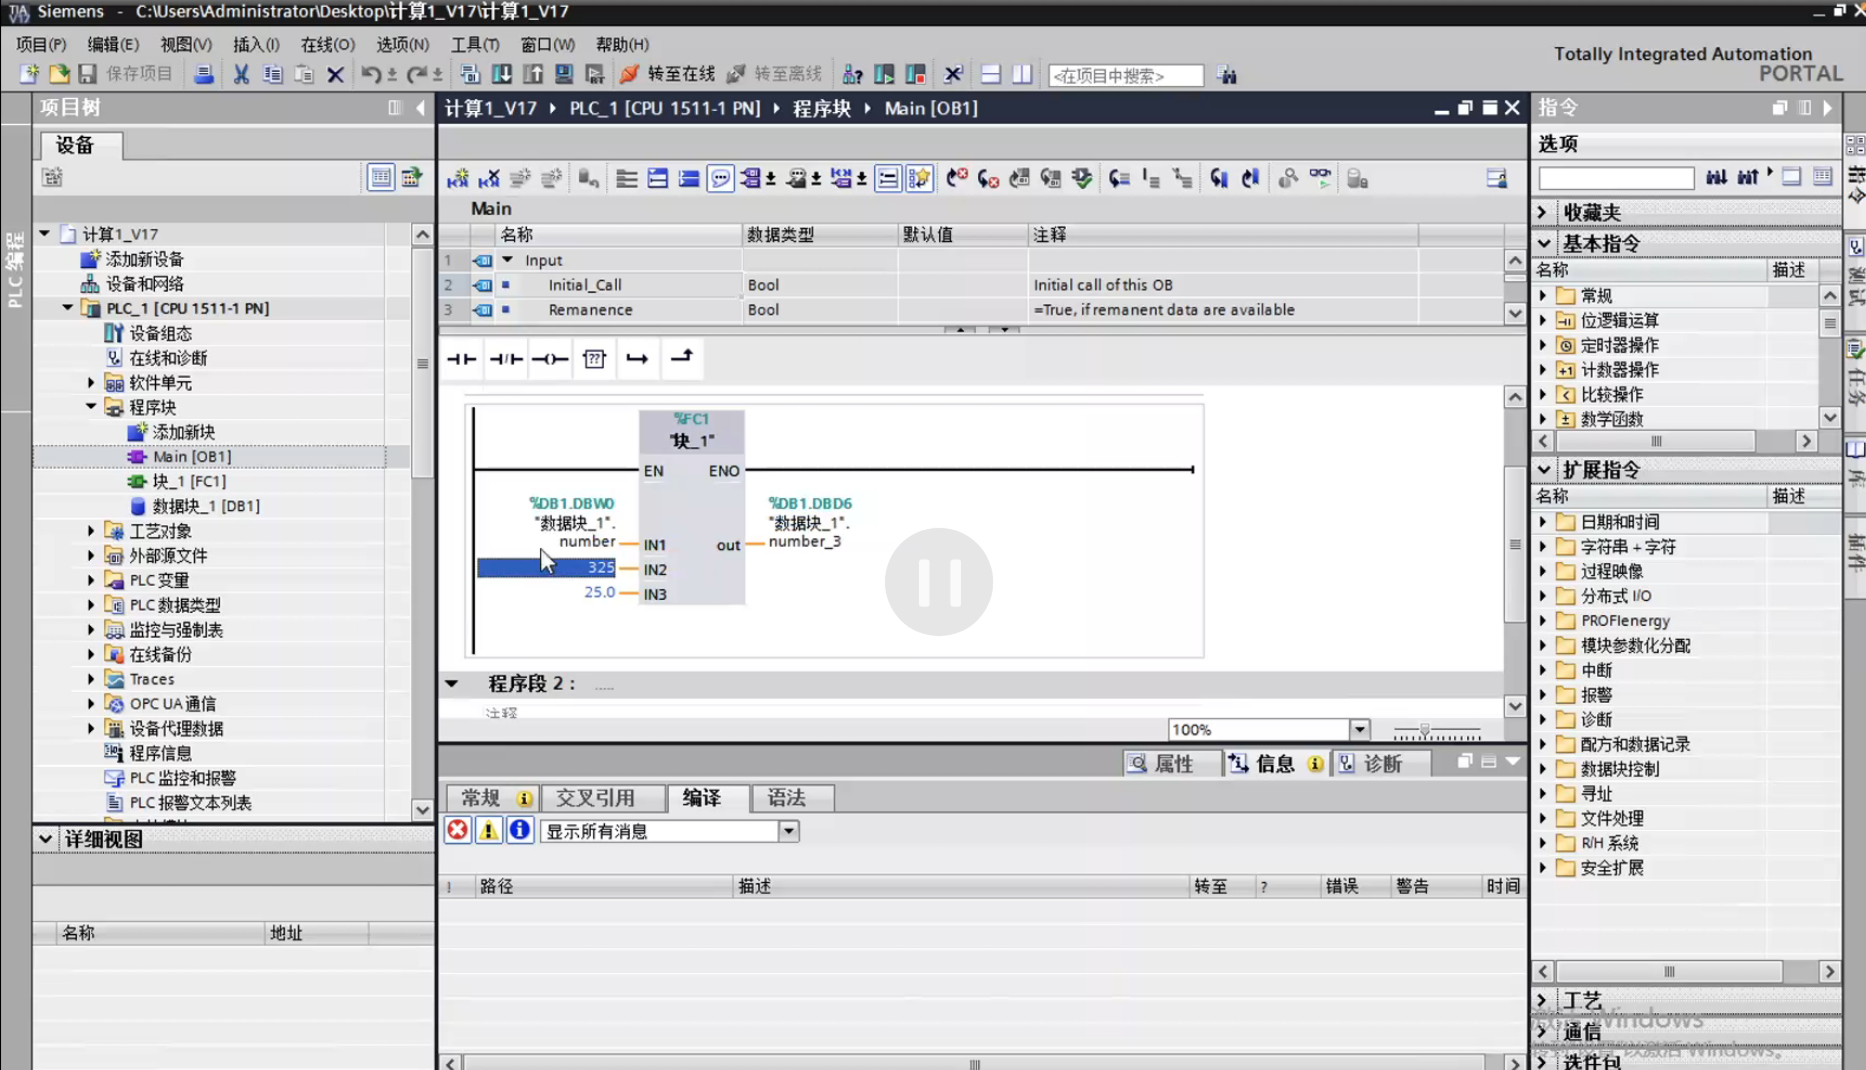 Siemens - C:\Users\Administrator\Desktop\计算1_V17\计算1_V17
项目(P) 编辑(E) 视图(V) 插入(I) 在线(O) 选项(N) 工具(T) 窗口(W) 帮助(H)
Totally Integrated Automation
PORTAL
保存项目 转至在线 转至离线 <在项目中搜索>
项目树
设备
PLC 编程
计算1_V17
添加新设备
设备和网络
PLC_1 [CPU 1511-1 PN]
设备组态
在线和诊断
软件单元
程序块
添加新块
Main [OB1]
块_1 [FC1]
数据块_1 [DB1]
工艺对象
外部源文件
PLC 变量
PLC 数据类型
监控与强制表
在线备份
Traces
OPC UA 通信
设备代理数据
程序信息
PLC 监控和报警
PLC 报警文本列表
详细视图
名称 地址
计算1_V17 PLC_1 [CPU 1511-1 PN] 程序块 Main [OB1]
Main
名称 数据类型 默认值 注释
1 Input
2 Initial_Call Bool Initial call of this OB
3 Remanence Bool =True, if remanent data are available
%FC1
"块_1"
EN ENO
%DB1.DBW0
"数据块_1".
number IN1
325 IN2
25.0 IN3
%DB1.DBD6
"数据块_1".
out number_3
程序段 2：
注释
100%
属性 信息 诊断
常规 交叉引用 编译 语法
显示所有消息
! 路径 描述 转至 ? 错误 警告 时间
指令
选项
收藏夹
基本指令
名称 描述
常规
位逻辑运算
定时器操作
计数器操作
比较操作
数学函数
扩展指令
名称 描述
日期和时间
字符串 + 字符
过程映像
分布式 I/O
PROFIenergy
模块参数化分配
中断
报警
诊断
配方和数据记录
数据块控制
寻址
文件处理
R/H 系统
安全扩展
工艺
通信
选件包
指令
测试
任务
库
插件
激活 Windows
转到"设置"以激活 Windows。